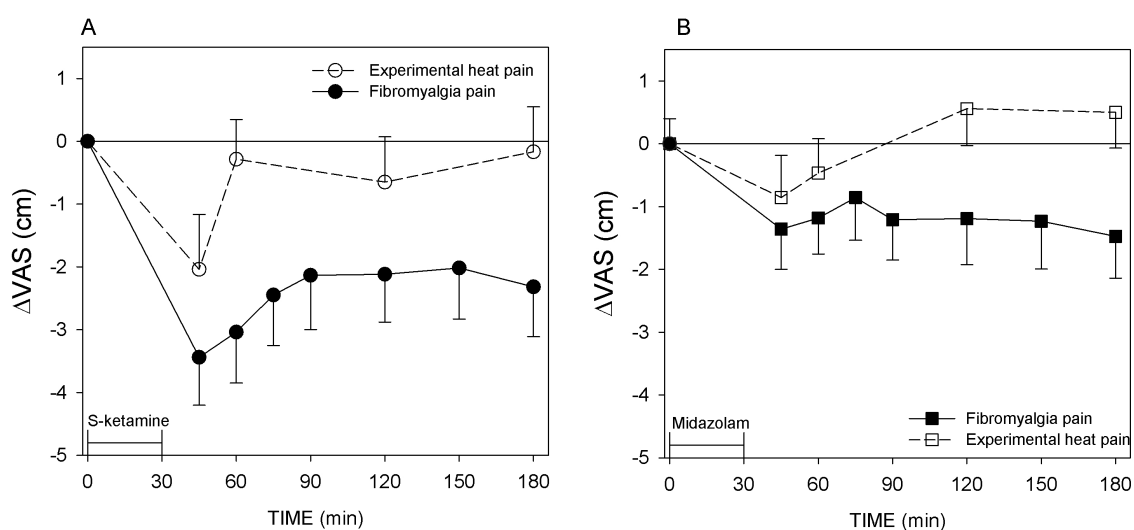 A
Experimental heat pain
Fibromyalgia pain
1
0
-1
-2
-3
-4
-5
ΔVAS (cm)
S-ketamine
0 30 60 90 120 150 180
TIME (min)
B
1
0
-1
-2
-3
-4
-5
ΔVAS (cm)
Fibromyalgia pain
Experimental heat pain
Midazolam
0 30 60 90 120 150 180
TIME (min)